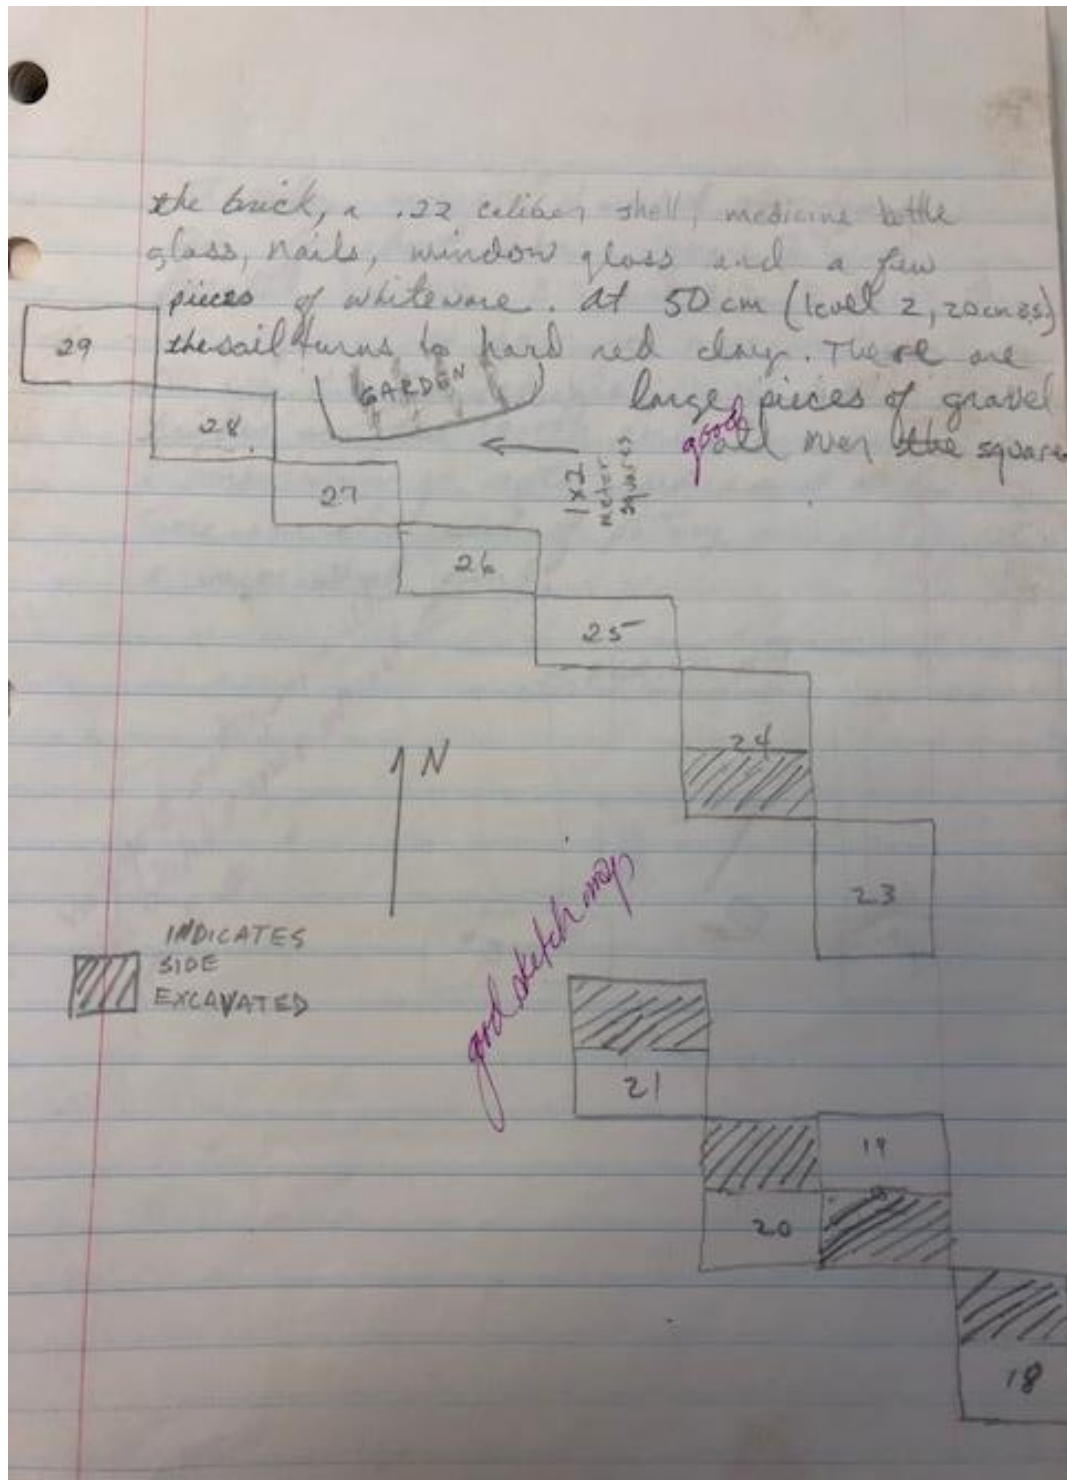 the brick, a .22 caliber shell, medicine bottle
glass, nails, window glass and a few
pieces of whiteware. At 50 cm (level 2, 20cm B.S.)
the soil turns to hard red clay. There are
large pieces of gravel
all over the square
good
GARDEN
1x2
meter
squares
29
28
27
26
25
24
N
23
good sketch map
INDICATES
SIDE
EXCAVATED
21
19
20
18